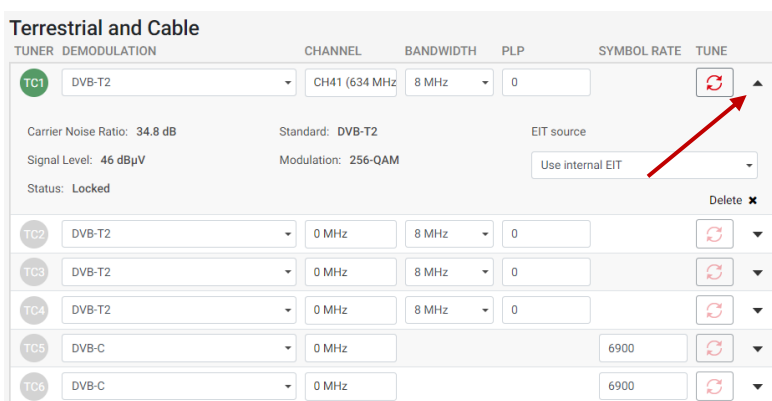 Terrestrial and Cable
TUNER DEMODULATION CHANNEL BANDWIDTH PLP SYMBOL RATE TUNE
TC1 DVB-T2 CH41 (634 MHz 8 MHz 0
Carrier Noise Ratio: 34.8 dB Standard: DVB-T2 EIT source
Signal Level: 46 dBµV Modulation: 256-QAM Use internal EIT
Status: Locked
Delete ×
TC2 DVB-T2 0 MHz 8 MHz 0
TC3 DVB-T2 0 MHz 8 MHz 0
TC4 DVB-T2 0 MHz 8 MHz 0
TC5 DVB-C 0 MHz 6900
TC6 DVB-C 0 MHz 6900